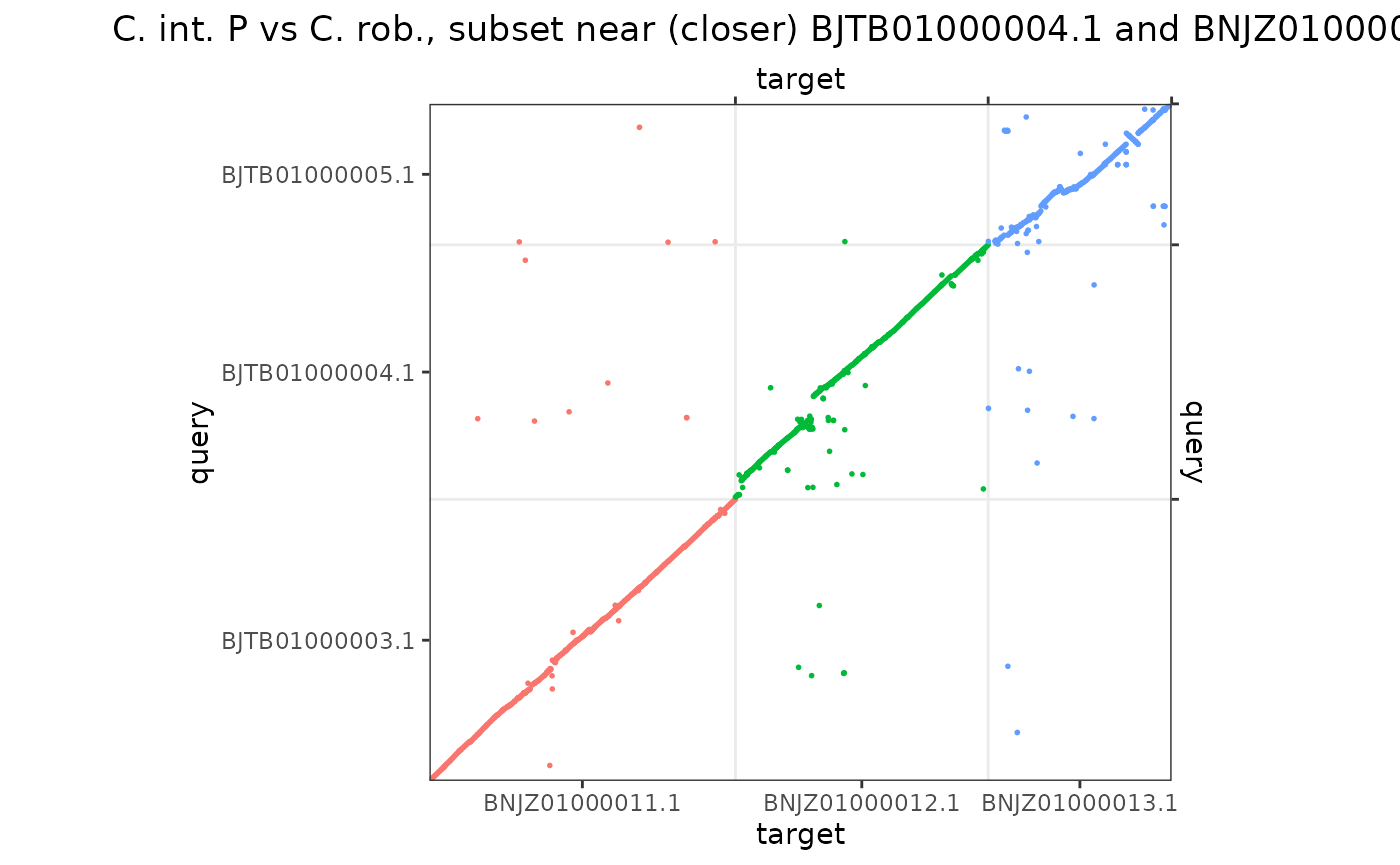 C. int. P vs C. rob., subset near (closer) BJTB01000004.1 and BNJZ010000
target
BJTB01000005.1
BJTB01000004.1
query
query
BJTB01000003.1
BNJZ01000011.1 BNJZ01000012.1 BNJZ01000013.1
target